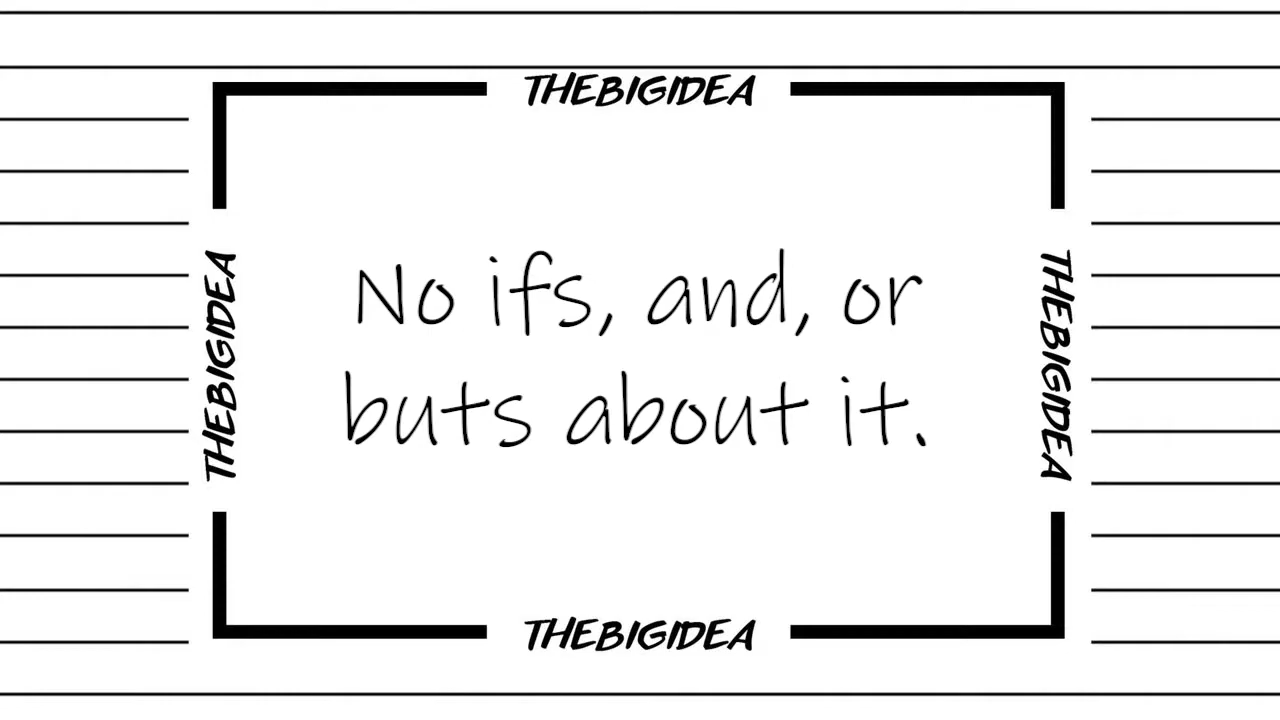 THEBIGIDEA
THEBIGIDEA
No ifs, and, or
buts about it.
THEBIGIDEA
THEBIGIDEA